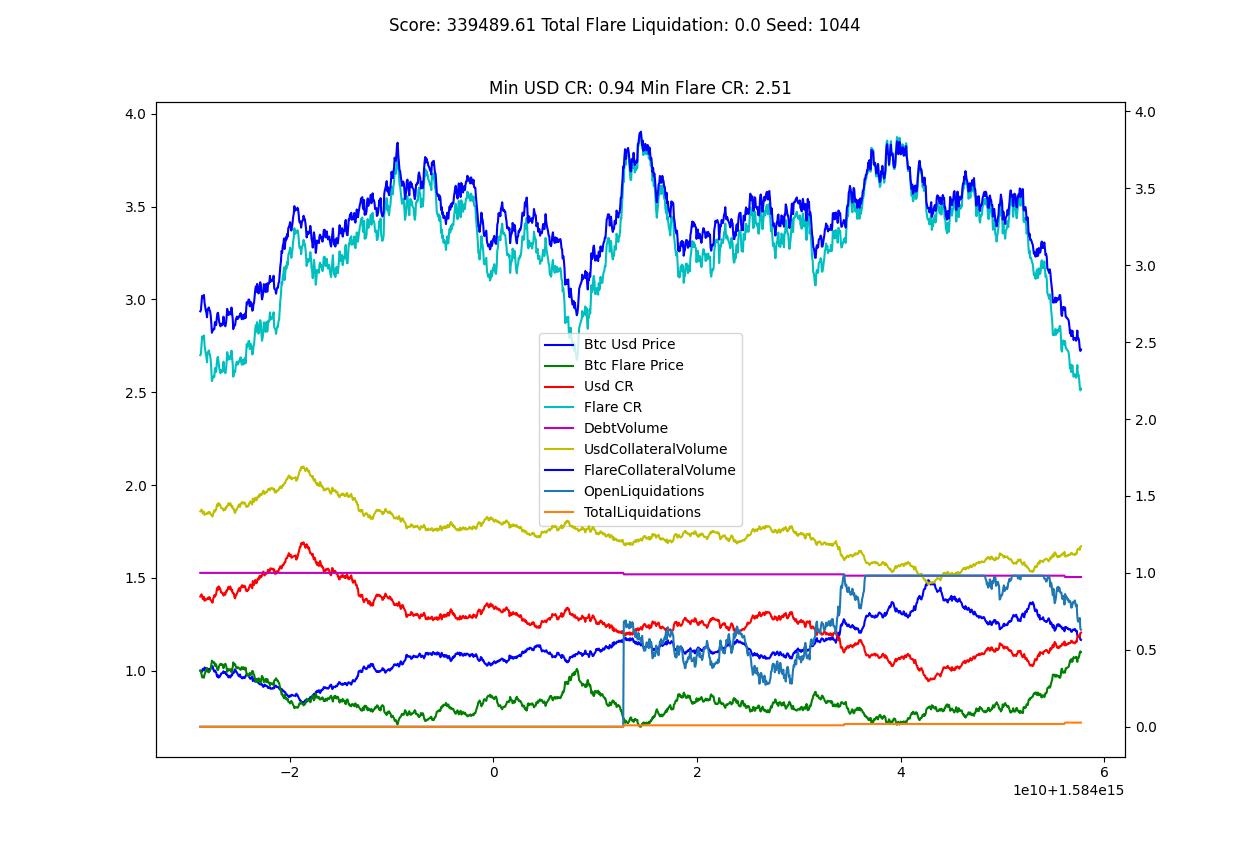 Score: 339489.61 Total Flare Liquidation: 0.0 Seed: 1044
Min USD CR: 0.94 Min Flare CR: 2.51
4.0
3.5
3.0
2.5
2.0
1.5
1.0
4.0
3.5
3.0
2.5
2.0
1.5
1.0
0.5
0.0
Btc Usd Price
Btc Flare Price
Usd CR
Flare CR
DebtVolume
UsdCollateralVolume
FlareCollateralVolume
OpenLiquidations
TotalLiquidations
−2 0 2 4 6
1e10+1.584e15